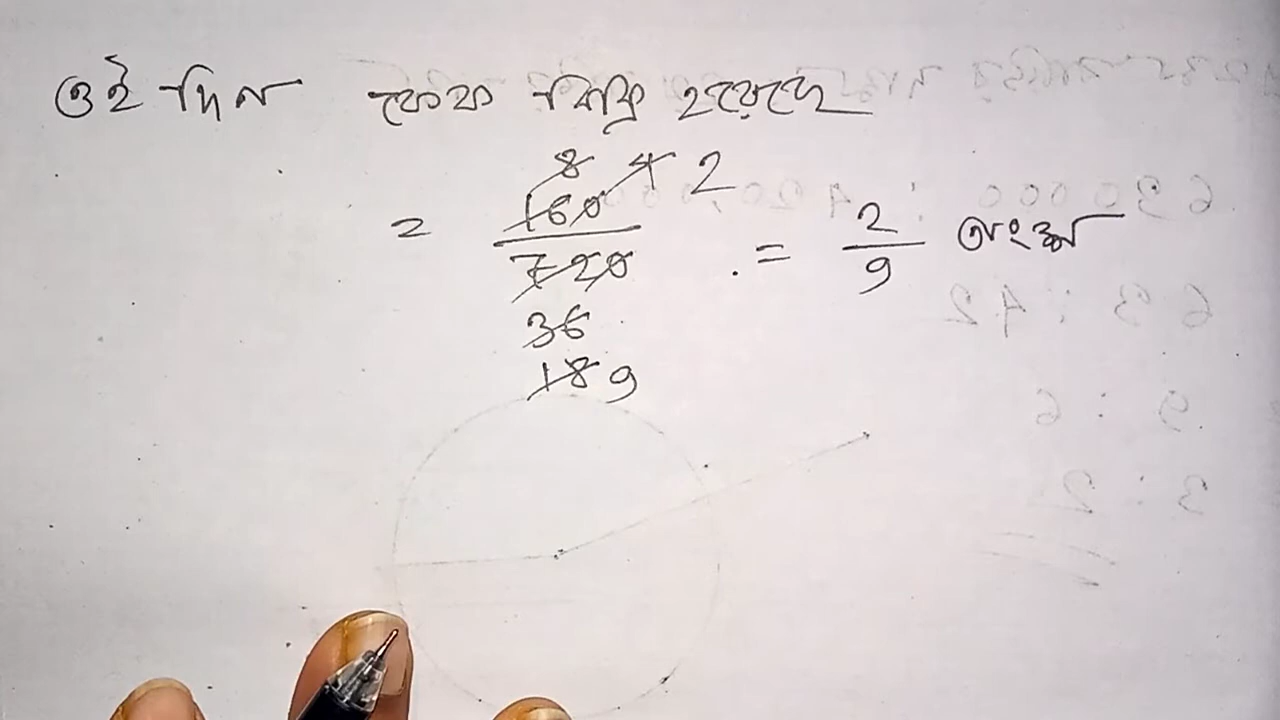 ওই দিন কেক বিক্রি হয়েছে
8 4 2
= 160/720 = 2/9 অংশ
36
18 9